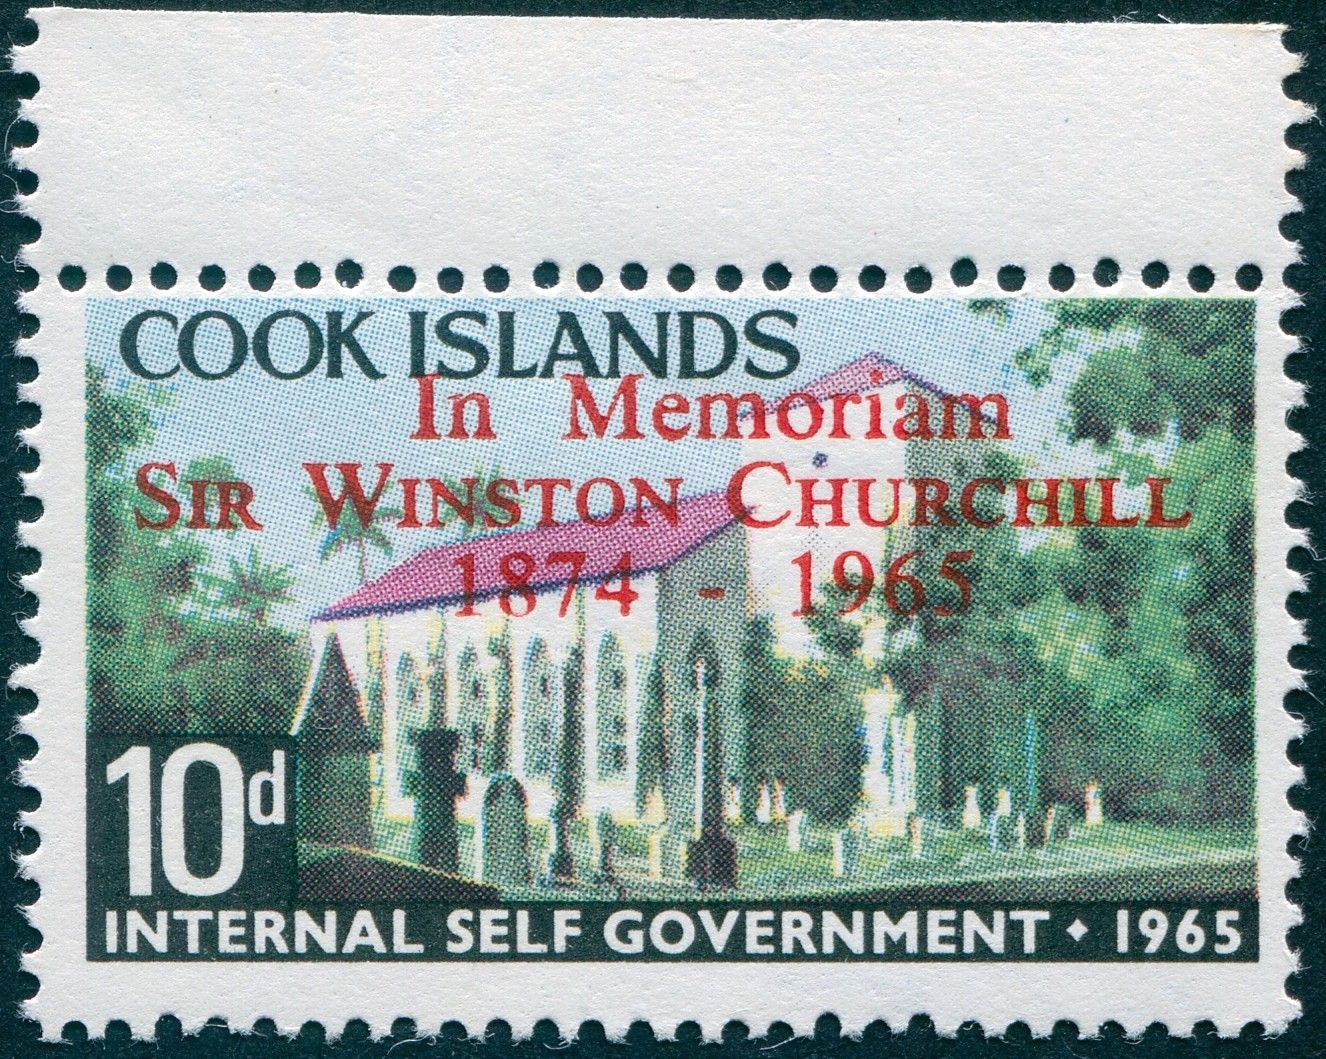 COOK ISLANDS
In Memoriam
SIR WINSTON CHURCHILL
1874 - 1965
10d
INTERNAL SELF GOVERNMENT • 1965